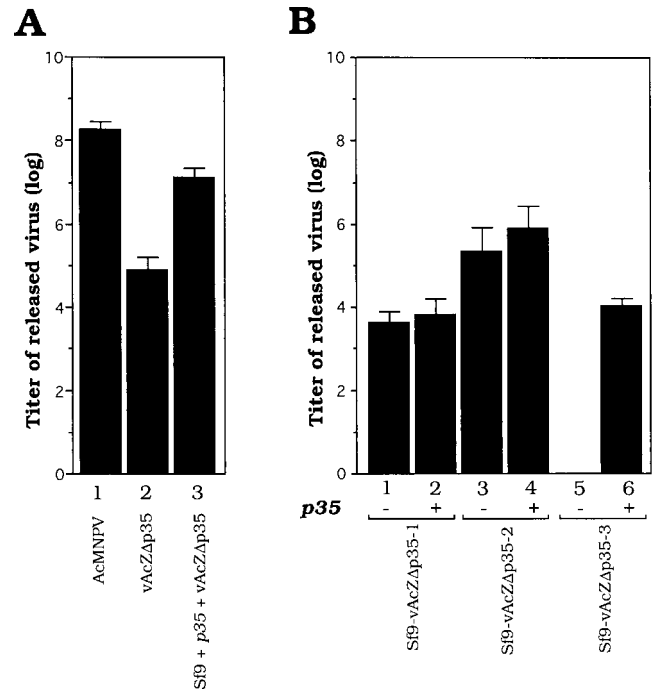 A
Titer of released virus (log)
10
8
6
4
2
0
1 2 3
AcMNPV
vAcZΔp35
Sf9 + p35 + vAcZΔp35
B
Titer of released virus (log)
10
8
6
4
2
0
1 2 3 4 5 6
p35 - + - + - +
Sf9-vAcZΔp35-1
Sf9-vAcZΔp35-2
Sf9-vAcZΔp35-3